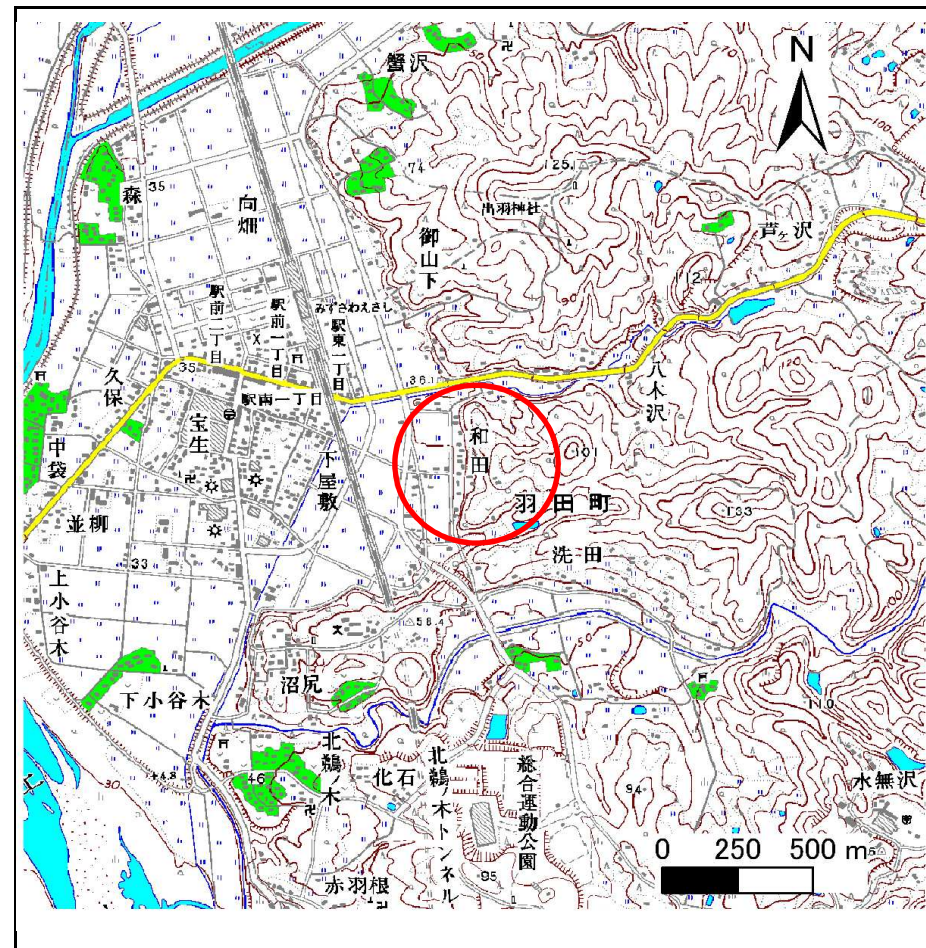 蟹沢
N
100
74
125
森
35
向畑
出羽神社
芦ヶ沢
御山下
112
90
駅前二丁目
駅前一丁目
みずさわえさし
駅東一丁目
120
久保
35
36
八木沢
駅南一丁目
宝生
和田
101
中袋
下屋敷
羽田町
133
並柳
洗田
33
上小谷木
文
58.4
50
沼尻
下小谷木
110
北鵜ノ木
化石
北鵜ノ木トンネル
総合運動公園
水無沢
30
46
94
0 250 500 m
赤羽根
95